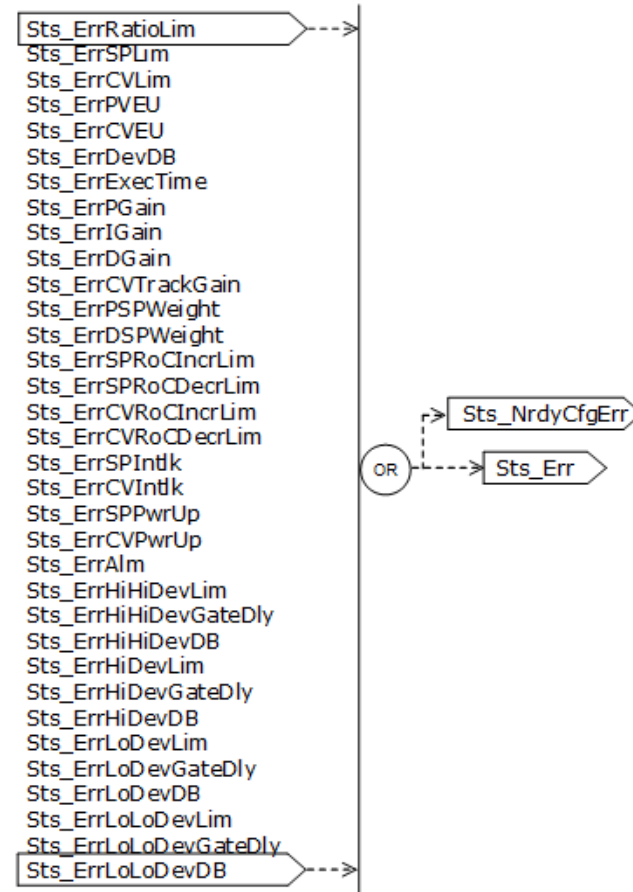 Sts_ErrRatioLim
Sts_ErrSPLim
Sts_ErrCVLim
Sts_ErrPVEU
Sts_ErrCVEU
Sts_ErrDevDB
Sts_ErrExecTime
Sts_ErrPGain
Sts_ErrIGain
Sts_ErrDGain
Sts_ErrCVTrackGain
Sts_ErrPSPWeight
Sts_ErrDSPWeight
Sts_ErrSPRoCIncrLim
Sts_ErrSPRoCDecrLim
Sts_ErrCVRoCIncrLim
Sts_ErrCVRoCDecrLim
Sts_ErrSPIntlk
Sts_ErrCVIntlk
Sts_ErrSPPwrUp
Sts_ErrCVPwrUp
Sts_ErrAlm
Sts_ErrHiHiDevLim
Sts_ErrHiHiDevGateDly
Sts_ErrHiHiDevDB
Sts_ErrHiDevLim
Sts_ErrHiDevGateDly
Sts_ErrHiDevDB
Sts_ErrLoDevLim
Sts_ErrLoDevGateDly
Sts_ErrLoDevDB
Sts_ErrLoLoDevLim
Sts_ErrLoLoDevGateDly
Sts_ErrLoLoDevDB
OR
Sts_NrdyCfgErr
Sts_Err